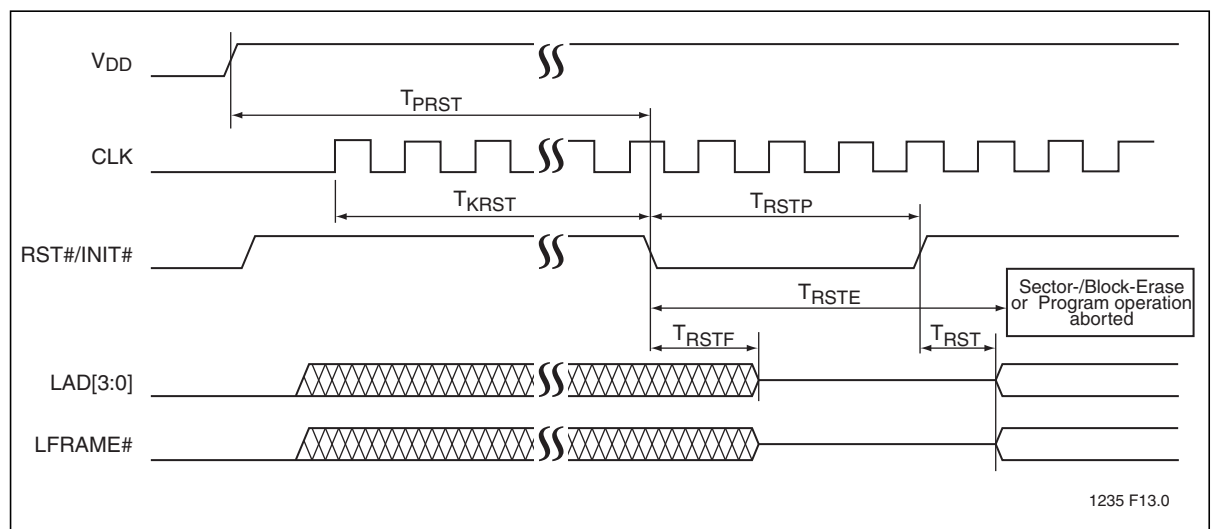 VDD
TPRST
CLK
TKRST
TRSTP
RST#/INIT#
TRSTE
Sector-/Block-Erase
or Program operation
aborted
TRSTF
TRST
LAD[3:0]
LFRAME#
1235 F13.0